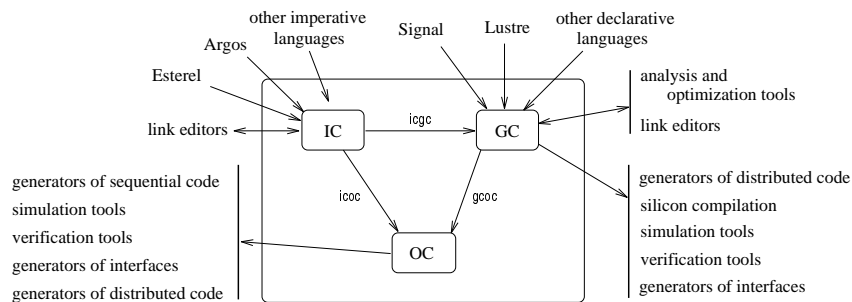 other imperative
languages
Argos
Esterel
Signal
Lustre
other declarative
languages
analysis and
optimization tools
link editors
link editors
IC
icgc
GC
icoc
gcoc
OC
generators of sequential code
simulation tools
verification tools
generators of interfaces
generators of distributed code
generators of distributed code
silicon compilation
simulation tools
verification tools
generators of interfaces